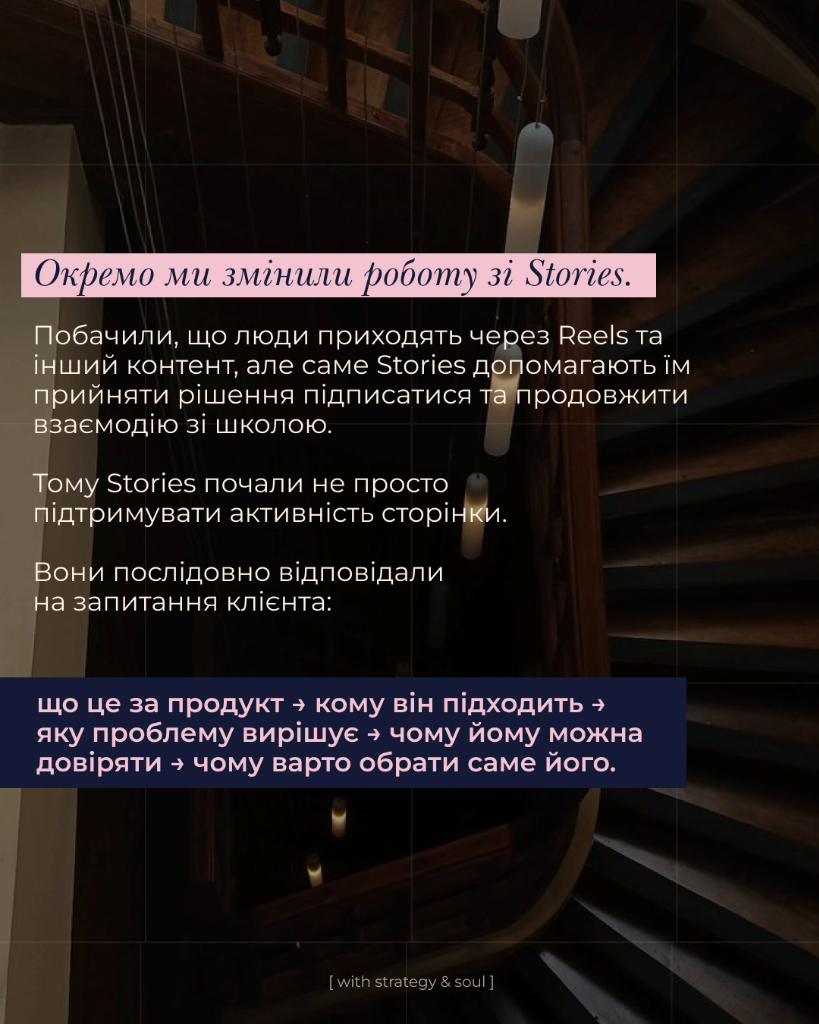 Окремо ми змінили роботу зі Stories.
Побачили, що люди приходять через Reels та
інший контент, але саме Stories допомагають їм
прийняти рішення підписатися та продовжити
взаємодію зі школою.
Тому Stories почали не просто
підтримувати активність сторінки.
Вони послідовно відповідали
на запитання клієнта:
що це за продукт → кому він підходить →
яку проблему вирішує → чому йому можна
довіряти → чому варто обрати саме його.
[ with strategy & soul ]